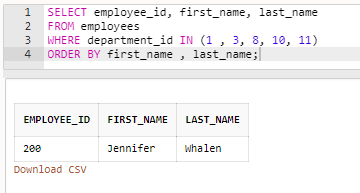 1 SELECT employee_id, first_name, last_name
2 FROM employees
3 WHERE department_id IN (1 , 3, 8, 10, 11)
4 ORDER BY first_name , last_name;
EMPLOYEE_ID FIRST_NAME LAST_NAME
200 Jennifer Whalen
Download CSV